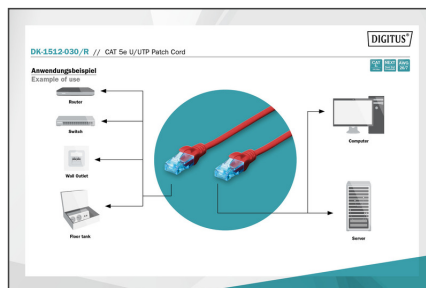 DIGITUS®
DK-1512-030/R // CAT 5e U/UTP Patch Cord
Anwendungsbeispiel
Example of use
Router
Switch
Wall Outlet
Floor tank
Computer
Server